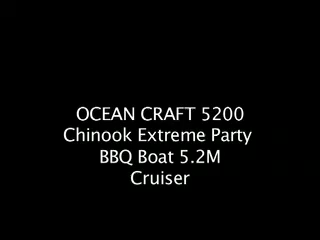 OCEAN CRAFT 5200
Chinook Extreme Party
BBQ Boat 5.2M
Cruiser